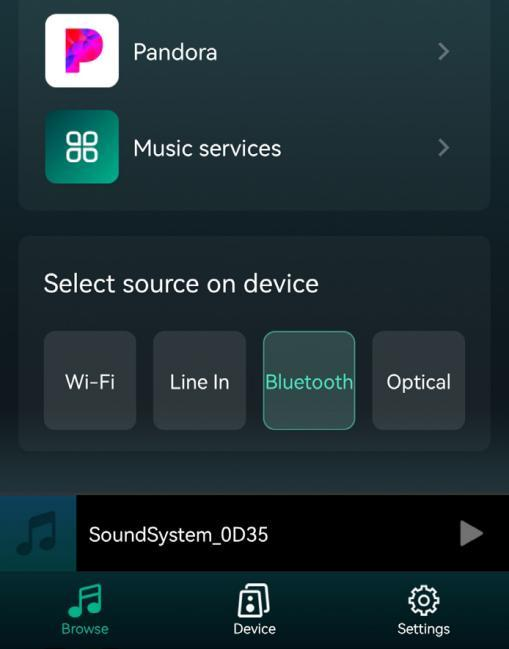 Pandora
Music services
Select source on device
Wi-Fi Line In Bluetooth Optical
SoundSystem_0D35
Browse Device Settings